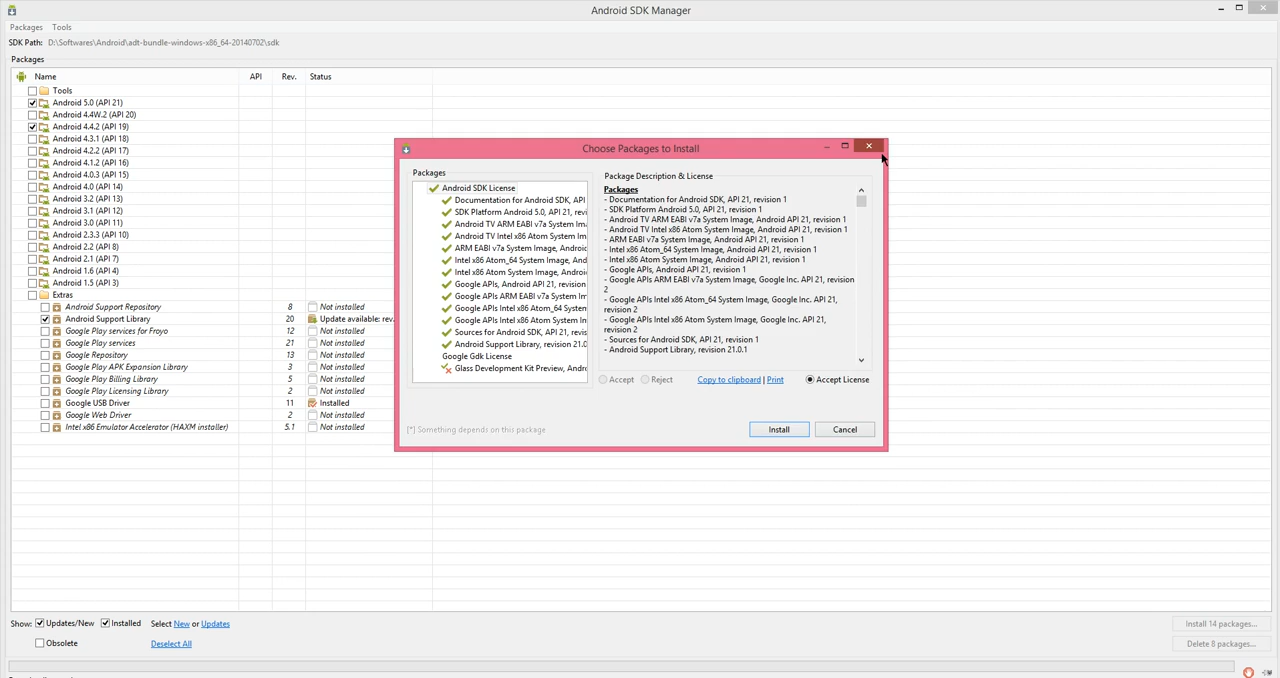 Android SDK Manager
Packages Tools
SDK Path: D:\Softwares\Android\adt-bundle-windows-x86_64-20140702\sdk
Packages
Name API Rev. Status
Tools
Android 5.0 (API 21)
Android 4.4W.2 (API 20)
Android 4.4.2 (API 19)
Android 4.3.1 (API 18)
Android 4.2.2 (API 17)
Android 4.1.2 (API 16)
Android 4.0.3 (API 15)
Android 4.0 (API 14)
Android 3.2 (API 13)
Android 3.1 (API 12)
Android 3.0 (API 11)
Android 2.3.3 (API 10)
Android 2.2 (API 8)
Android 2.1 (API 7)
Android 1.6 (API 4)
Android 1.5 (API 3)
Extras
Android Support Repository 8 Not installed
Android Support Library 20 Update available: rev.
Google Play services for Froyo 12 Not installed
Google Play services 21 Not installed
Google Repository 13 Not installed
Google Play APK Expansion Library 3 Not installed
Google Play Billing Library 5 Not installed
Google Play Licensing Library 2 Not installed
Google USB Driver 11 Installed
Google Web Driver 2 Not installed
Intel x86 Emulator Accelerator (HAXM installer) 5.1 Not installed
Choose Packages to Install
Packages
Android SDK License
Documentation for Android SDK, API
SDK Platform Android 5.0, API 21, revi
Android TV ARM EABI v7a System Im
Android TV Intel x86 Atom System Im
ARM EABI v7a System Image, Androi
Intel x86 Atom_64 System Image, An
Intel x86 Atom System Image, Androi
Google APIs, Android API 21, revision
Google APIs ARM EABI v7a System Im
Google APIs Intel x86 Atom_64 System
Google APIs Intel x86 Atom System Im
Sources for Android SDK, API 21, revis
Android Support Library, revision 21.0
Google Gdk License
Glass Development Kit Preview, Andro
Package Description & License
Packages
- Documentation for Android SDK, API 21, revision 1
- SDK Platform Android 5.0, API 21, revision 1
- Android TV ARM EABI v7a System Image, Android API 21, revision 1
- Android TV Intel x86 Atom System Image, Android API 21, revision 1
- ARM EABI v7a System Image, Android API 21, revision 1
- Intel x86 Atom_64 System Image, Android API 21, revision 1
- Intel x86 Atom System Image, Android API 21, revision 1
- Google APIs, Android API 21, revision 1
- Google APIs ARM EABI v7a System Image, Google Inc. API 21, revision
2
- Google APIs Intel x86 Atom_64 System Image, Google Inc. API 21,
revision 2
- Google APIs Intel x86 Atom System Image, Google Inc. API 21,
revision 2
- Sources for Android SDK, API 21, revision 1
- Android Support Library, revision 21.0.1
Accept Reject Copy to clipboard | Print Accept License
[*] Something depends on this package
Install Cancel
Show: Updates/New Installed Select New or Updates
Install 14 packages...
Obsolete Deselect All
Delete 8 packages...